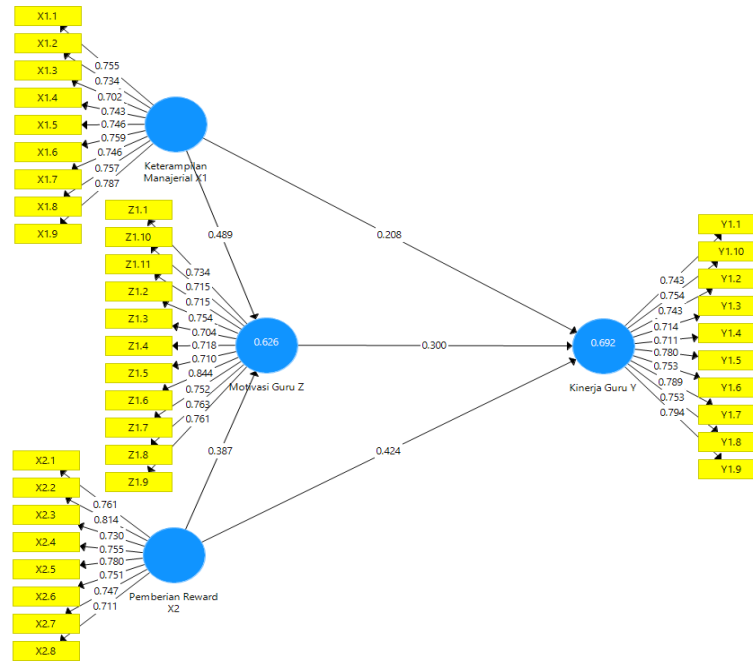 X1.1
X1.2
X1.3
X1.4
X1.5
X1.6
X1.7
X1.8
X1.9
0.755
0.734
0.702
0.743
0.746
0.759
0.746
0.757
0.787
Keterampilan
Manajerial X1
0.489
0.208
Z1.1
Z1.10
Z1.11
Z1.2
Z1.3
Z1.4
Z1.5
Z1.6
Z1.7
Z1.8
Z1.9
0.734
0.715
0.715
0.754
0.704
0.718
0.710
0.844
0.752
0.763
0.761
0.626
Motivasi Guru Z
0.300
0.387
0.424
X2.1
X2.2
X2.3
X2.4
X2.5
X2.6
X2.7
X2.8
0.761
0.814
0.730
0.755
0.780
0.751
0.747
0.711
Pemberian Reward
X2
0.692
Kinerja Guru Y
0.743
0.754
0.743
0.714
0.711
0.780
0.753
0.789
0.753
0.794
Y1.1
Y1.10
Y1.2
Y1.3
Y1.4
Y1.5
Y1.6
Y1.7
Y1.8
Y1.9